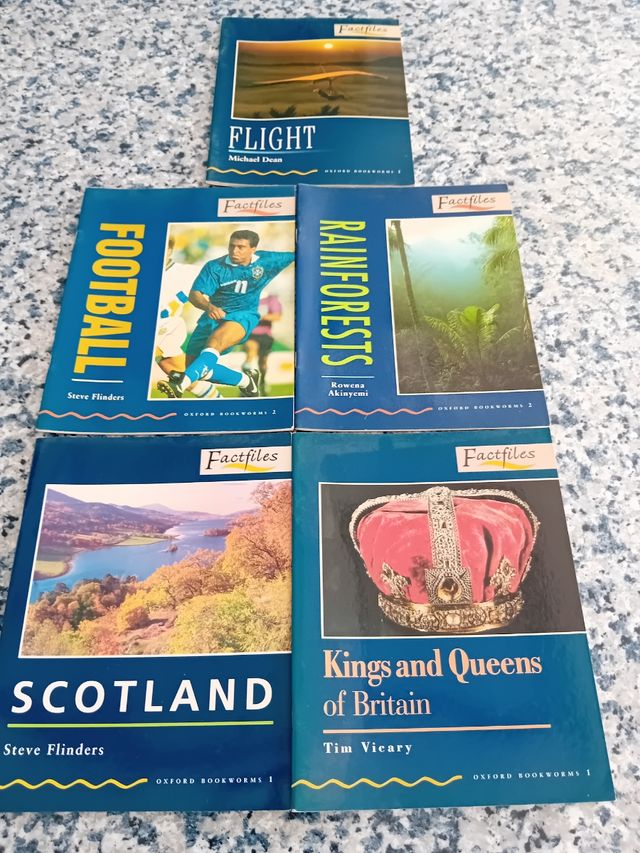 Factfiles
FLIGHT
Michael Dean
OXFORD BOOKWORMS
Factfiles
FOOTBALL
11
Steve Flinders
OXFORD BOOKWORMS 2
Factfiles
RAINFORESTS
Rowena
Akinyemi
OXFORD BOOKWORMS 2
Factfiles
SCOTLAND
Steve Flinders
OXFORD BOOKWORMS 1
Factfiles
Kings and Queens
of Britain
Tim Vicary
OXFORD BOOKWORMS 1